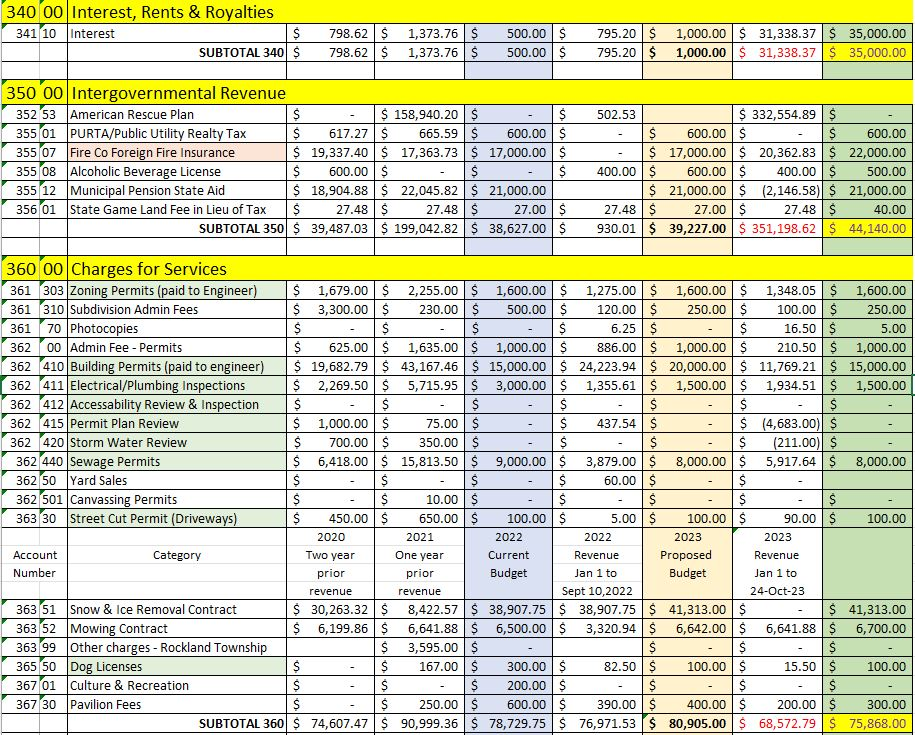 340 00 Interest, Rents & Royalties
341 10 Interest $ 798.62 $ 1,373.76 $ 500.00 $ 795.20 $ 1,000.00 $ 31,338.37 $ 35,000.00
SUBTOTAL 340 $ 798.62 $ 1,373.76 $ 500.00 $ 795.20 $ 1,000.00 $ 31,338.37 $ 35,000.00
350 00 Intergovernmental Revenue
352 53 American Rescue Plan $ - $ 158,940.20 $ - $ 502.53 $ 332,554.89 $ -
355 01 PURTA/Public Utility Realty Tax $ 617.27 $ 665.59 $ 600.00 $ - $ 600.00 $ - $ 600.00
355 07 Fire Co Foreign Fire Insurance $ 19,337.40 $ 17,363.73 $ 17,000.00 $ - $ 17,000.00 $ 20,362.83 $ 22,000.00
355 08 Alcoholic Beverage License $ 600.00 $ - $ - $ 400.00 $ 600.00 $ 400.00 $ 500.00
355 12 Municipal Pension State Aid $ 18,904.88 $ 22,045.82 $ 21,000.00 $ 21,000.00 $ (2,146.58) $ 21,000.00
356 01 State Game Land Fee in Lieu of Tax $ 27.48 $ 27.48 $ 27.00 $ 27.48 $ 27.00 $ 27.48 $ 40.00
SUBTOTAL 350 $ 39,487.03 $ 199,042.82 $ 38,627.00 $ 930.01 $ 39,227.00 $ 351,198.62 $ 44,140.00
360 00 Charges for Services
361 303 Zoning Permits (paid to Engineer) $ 1,679.00 $ 2,255.00 $ 1,600.00 $ 1,275.00 $ 1,600.00 $ 1,348.05 $ 1,600.00
361 310 Subdivision Admin Fees $ 3,300.00 $ 230.00 $ 500.00 $ 120.00 $ 250.00 $ 100.00 $ 250.00
361 70 Photocopies $ - $ - $ - $ 6.25 $ - $ 16.50 $ 5.00
362 00 Admin Fee - Permits $ 625.00 $ 1,635.00 $ 1,000.00 $ 886.00 $ 1,000.00 $ 210.50 $ 1,000.00
362 410 Building Permits (paid to engineer) $ 19,682.79 $ 43,167.46 $ 15,000.00 $ 24,223.94 $ 20,000.00 $ 11,769.21 $ 15,000.00
362 411 Electrical/Plumbing Inspections $ 2,269.50 $ 5,715.95 $ 3,000.00 $ 1,355.61 $ 1,500.00 $ 1,934.51 $ 1,500.00
362 412 Accessability Review & Inspection $ - $ - $ - $ - $ - $ - $ -
362 415 Permit Plan Review $ 1,000.00 $ 75.00 $ - $ 437.54 $ - $ (4,683.00) $ -
362 420 Storm Water Review $ 700.00 $ 350.00 $ - $ - $ - $ (211.00) $ -
362 440 Sewage Permits $ 6,418.00 $ 15,813.50 $ 9,000.00 $ 3,879.00 $ 8,000.00 $ 5,917.64 $ 8,000.00
362 50 Yard Sales $ - $ - $ - $ 60.00 $ - $ -
362 501 Canvassing Permits $ - $ 10.00 $ - $ - $ - $ - $ -
363 30 Street Cut Permit (Driveways) $ 450.00 $ 650.00 $ 100.00 $ 5.00 $ 100.00 $ 90.00 $ 100.00
2020 2021 2022 2022 2023 2023
Account Category Two year One year Current Revenue Proposed Revenue
Number prior prior Budget Jan 1 to Budget Jan 1 to
revenue revenue Sept 10,2022 24-Oct-23
363 51 Snow & Ice Removal Contract $ 30,263.32 $ 8,422.57 $ 38,907.75 $ 38,907.75 $ 41,313.00 $ - $ 41,313.00
363 52 Mowing Contract $ 6,199.86 $ 6,641.88 $ 6,500.00 $ 3,320.94 $ 6,642.00 $ 6,641.88 $ 6,700.00
363 99 Other charges - Rockland Township $ 3,595.00 $ - $ - $ - $ -
365 50 Dog Licenses $ - $ 167.00 $ 300.00 $ 82.50 $ 100.00 $ 15.50 $ 100.00
367 01 Culture & Recreation $ - $ - $ 200.00 $ - $ - $ - $ -
367 30 Pavilion Fees $ - $ 250.00 $ 600.00 $ 390.00 $ 400.00 $ 200.00 $ 300.00
SUBTOTAL 360 $ 74,607.47 $ 90,999.36 $ 78,729.75 $ 76,971.53 $ 80,905.00 $ 68,572.79 $ 75,868.00